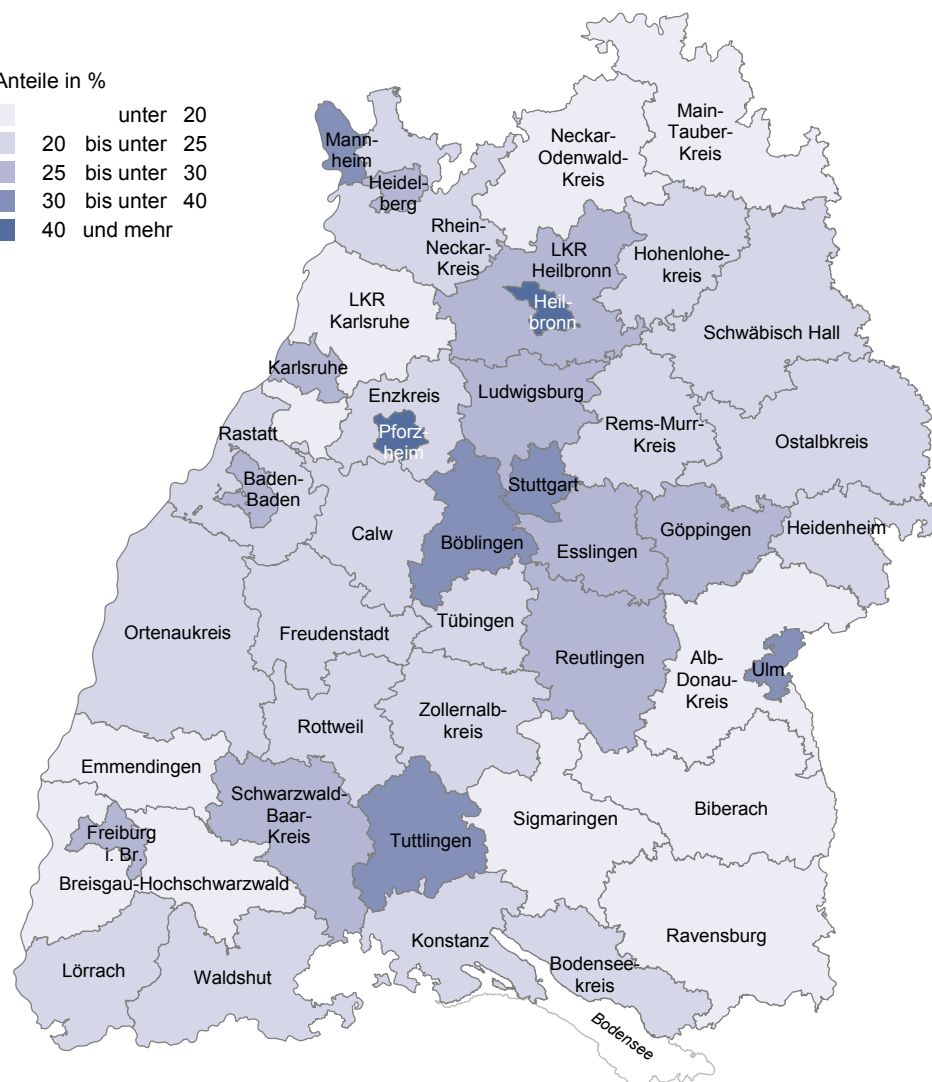 Anteile in %
unter 20
20 bis unter 25
25 bis unter 30
30 bis unter 40
40 und mehr
Main-
Tauber-
Kreis
Neckar-
Odenwald-
Kreis
Mann-
heim
Heidel-
berg
Rhein-
Neckar-
Kreis
LKR
Heilbronn
Hohenlohe-
kreis
Heil-
bronn
LKR
Karlsruhe
Schwäbisch Hall
Karlsruhe
Enzkreis
Ludwigsburg
Pforz-
heim
Rems-Murr-
Kreis
Ostalbkreis
Rastatt
Baden-
Baden
Stuttgart
Calw
Böblingen
Esslingen
Göppingen
Heidenheim
Ortenaukreis
Freudenstadt
Tübingen
Reutlingen
Alb-
Donau-
Kreis
Ulm
Rottweil
Zollernalb-
kreis
Emmendingen
Schwarzwald-
Baar-
Kreis
Tuttlingen
Sigmaringen
Biberach
Freiburg
i. Br.
Breisgau-Hochschwarzwald
Konstanz
Ravensburg
Lörrach
Waldshut
Bodensee-
kreis
Bodensee